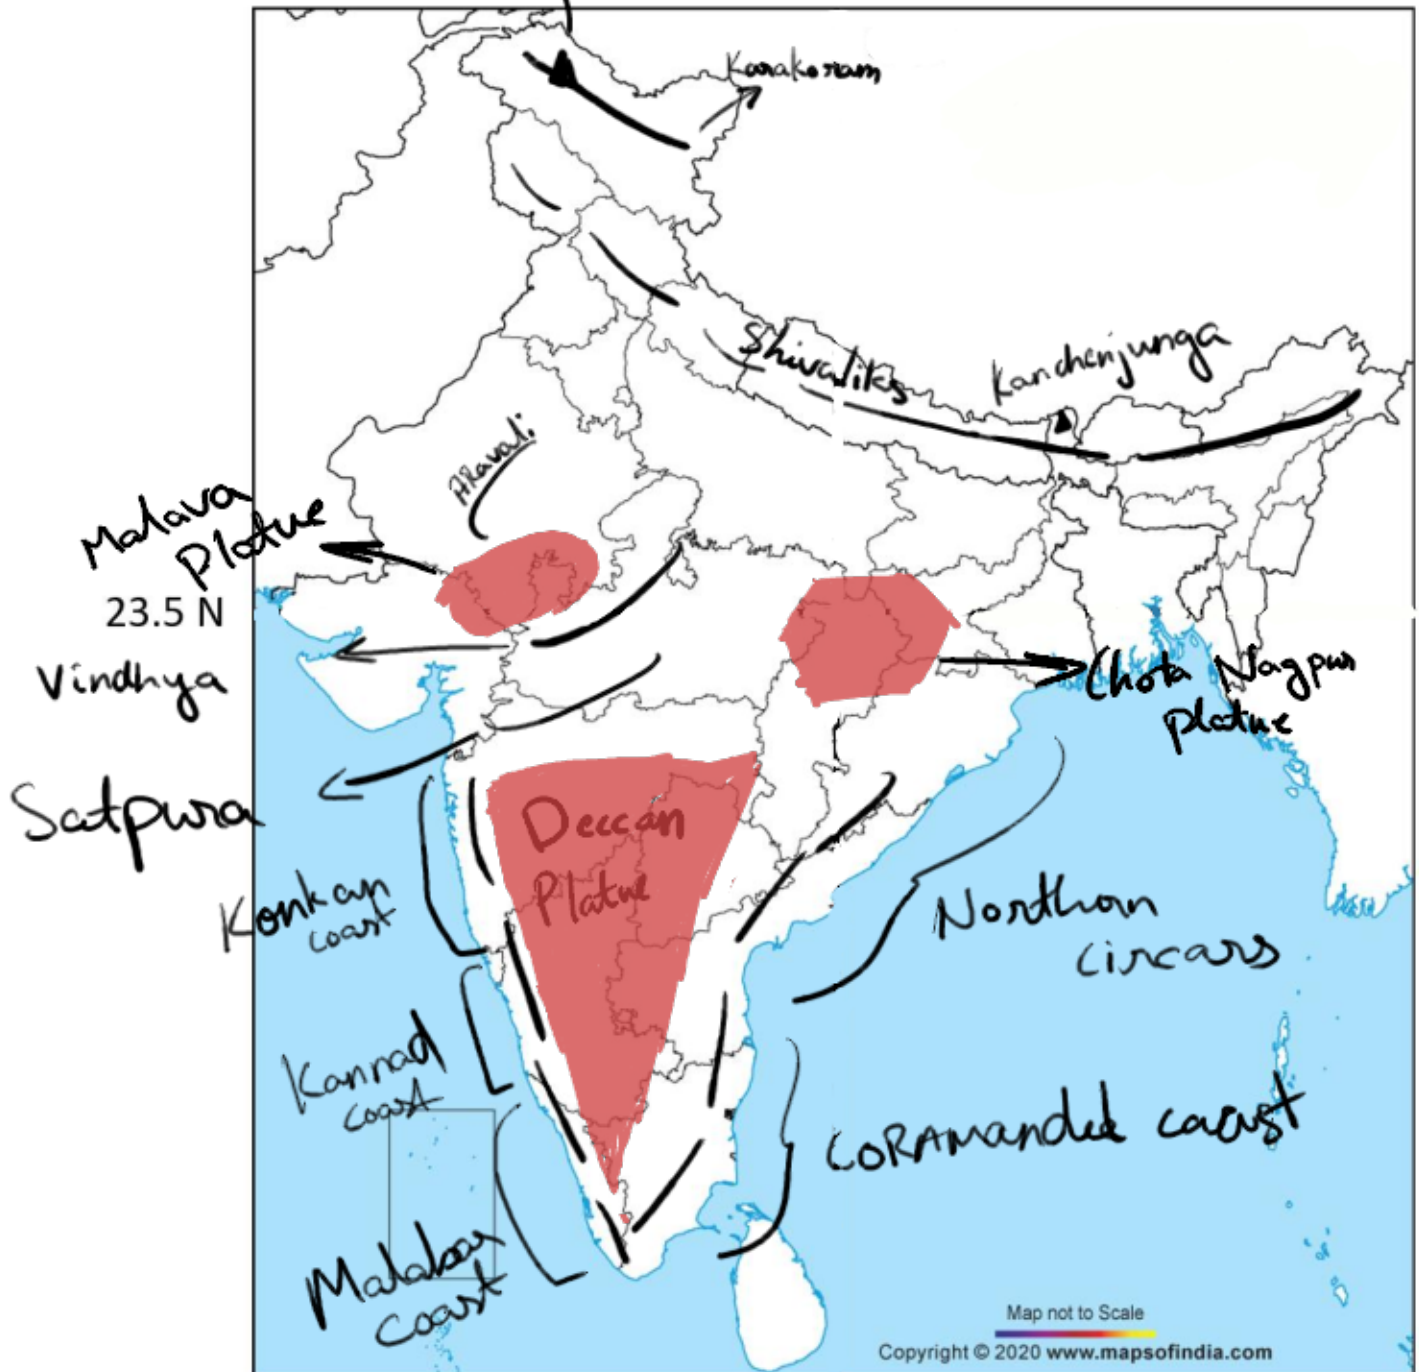 Karakoram
Shivaliks
Kanchenjunga
ARavali
Malava
Platue
23.5 N
Vindhya
Chota Nagpur
platue
Satpura
Deccan
Platue
Konkan
coast
Northern
circars
Kannad
coast
CORAmandel coast
Malabar
coast
Map not to Scale
Copyright © 2020 www.mapsofindia.com